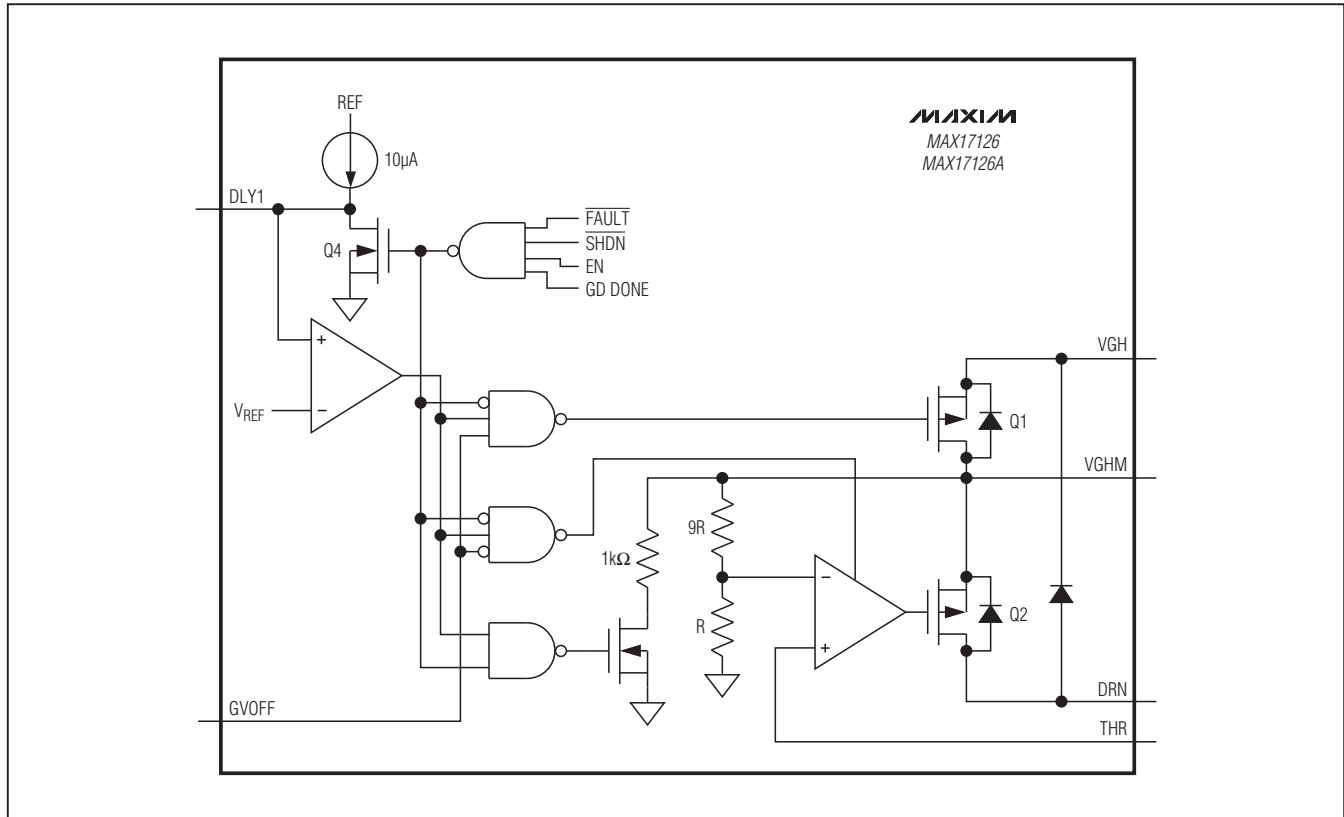 REF
MAXIM
MAX17126
MAX17126A
10µA
DLY1
Q4
FAULT
SHDN
EN
GD DONE
+
VREF
−
VGH
Q1
VGHM
9R
1kΩ
R
−
+
Q2
GVOFF
DRN
THR